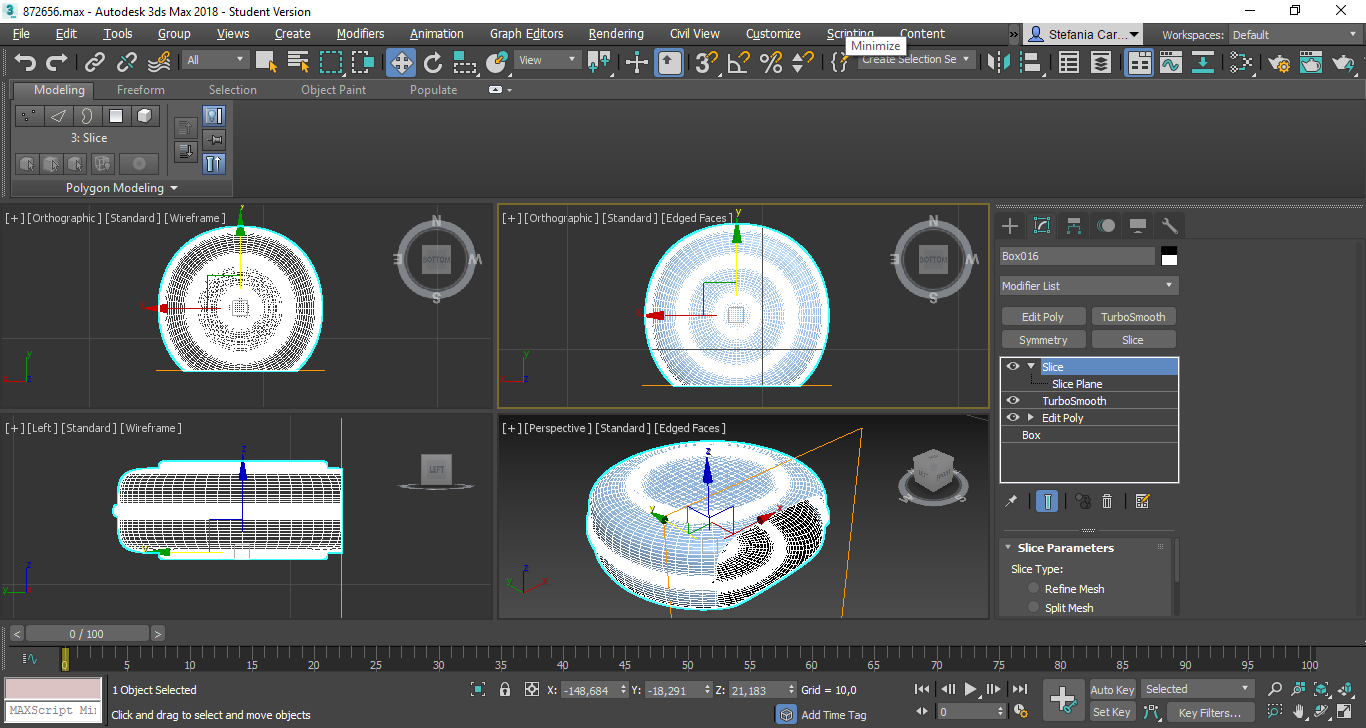 3
MAX
872656.max - Autodesk 3ds Max 2018 - Student Version
File Edit Tools Group Views Create Modifiers Animation Graph Editors Rendering Civil View Customize Scripting Content » Stefania Car... Workspaces: Default
Minimize
All View 3 Create Selection Se
Modeling Freeform Selection Object Paint Populate
3: Slice
Polygon Modeling
[+] [Orthographic] [Standard] [Wireframe]
[+] [Orthographic] [Standard] [Edged Faces]
[+] [Left] [Standard] [Wireframe]
[+] [Perspective] [Standard] [Edged Faces]
N
E BOTTOM W
S
N
E BOTTOM W
S
LEFT
Box016
Modifier List
Edit Poly TurboSmooth
Symmetry Slice
Slice
Slice Plane
TurboSmooth
Edit Poly
Box
Slice Parameters
Slice Type:
Refine Mesh
Split Mesh
< 0 / 100 >
0 5 10 15 20 25 30 35 40 45 50 55 60 65 70 75 80 85 90 95 100
1 Object Selected X: -148,684 Y: -18,291 Z: 21,183 Grid = 10,0 Auto Key Selected
MAXScript Mi
Click and drag to select and move objects Add Time Tag 0 Set Key Key Filters...